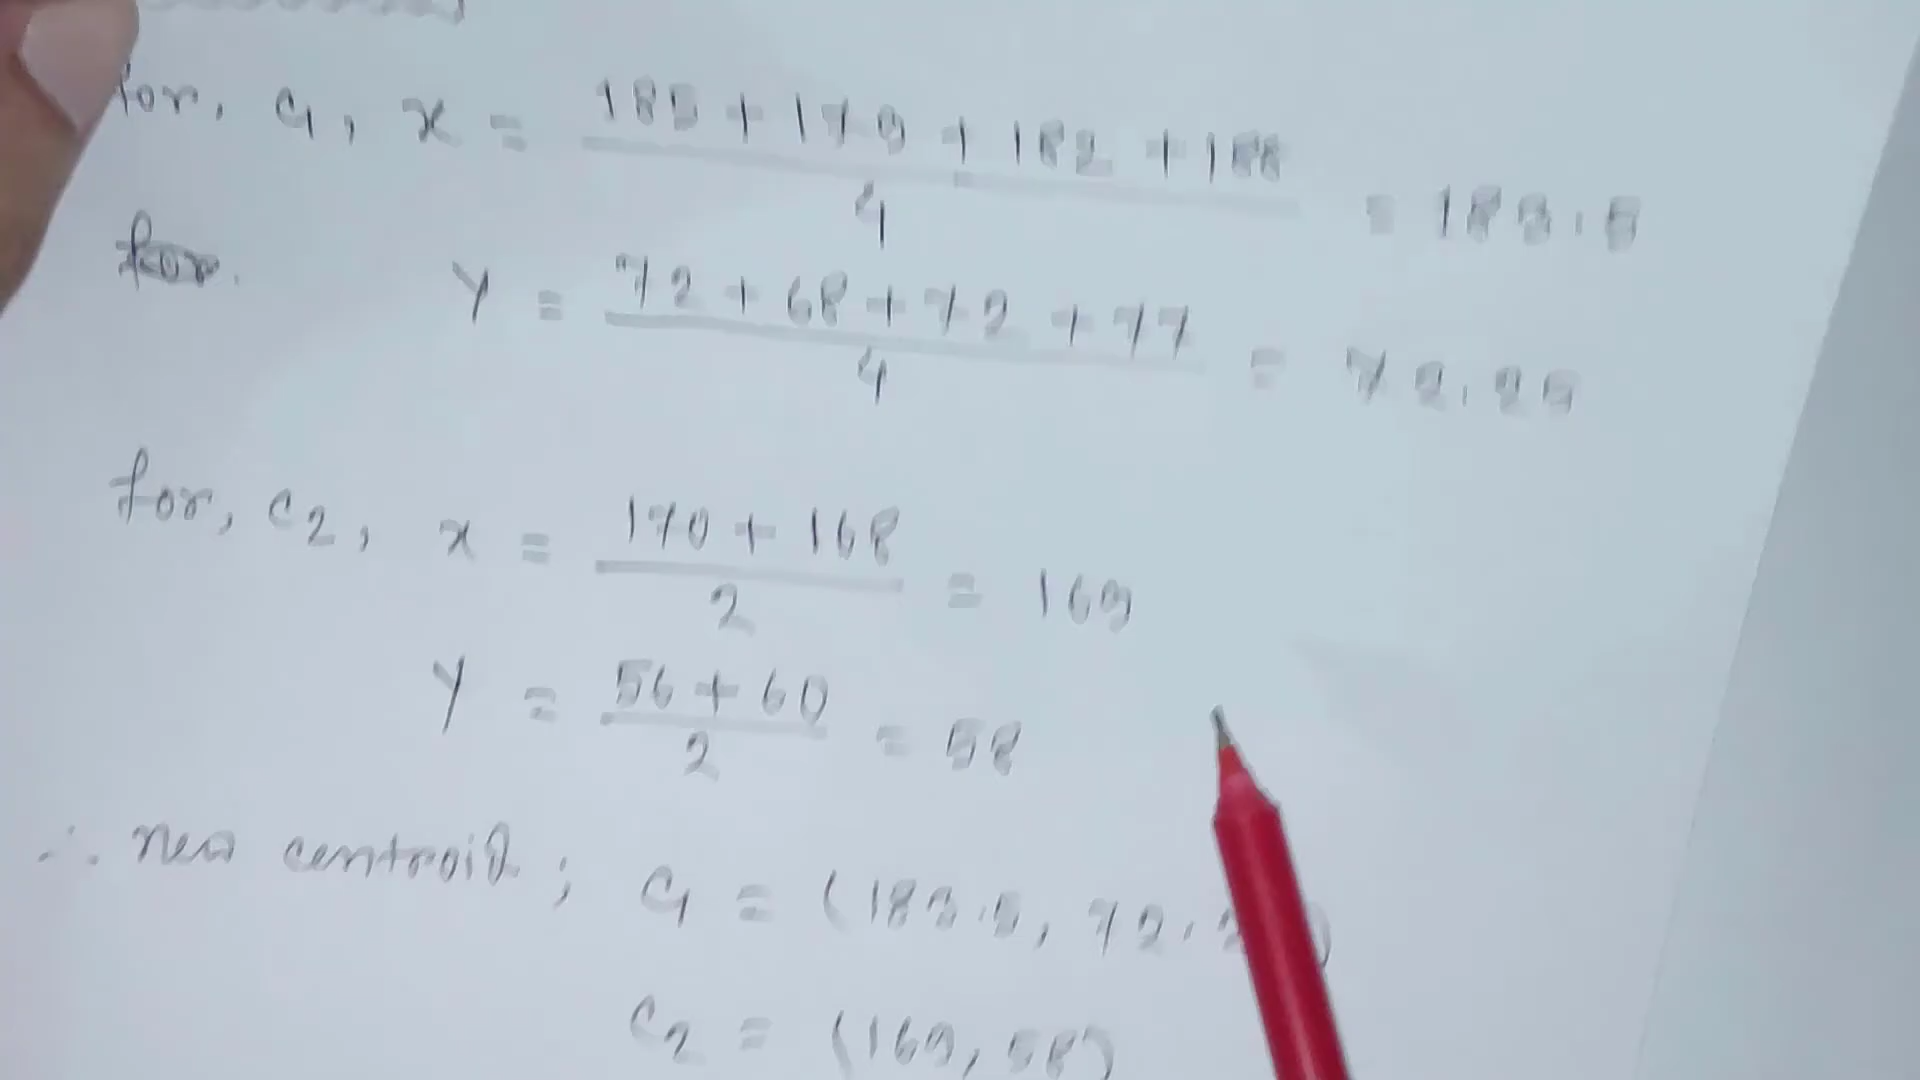 for, C1, x = 185 + 179 + 182 + 188 / 4 = 183.5
for.
Y = 72 + 68 + 72 + 77 / 4 = 72.25
for, C2, x = 170 + 168 / 2 = 169
Y = 56 + 60 / 2 = 58
∴ new centroid; C1 = (183.5, 72.2 )
C2 = (169, 58)